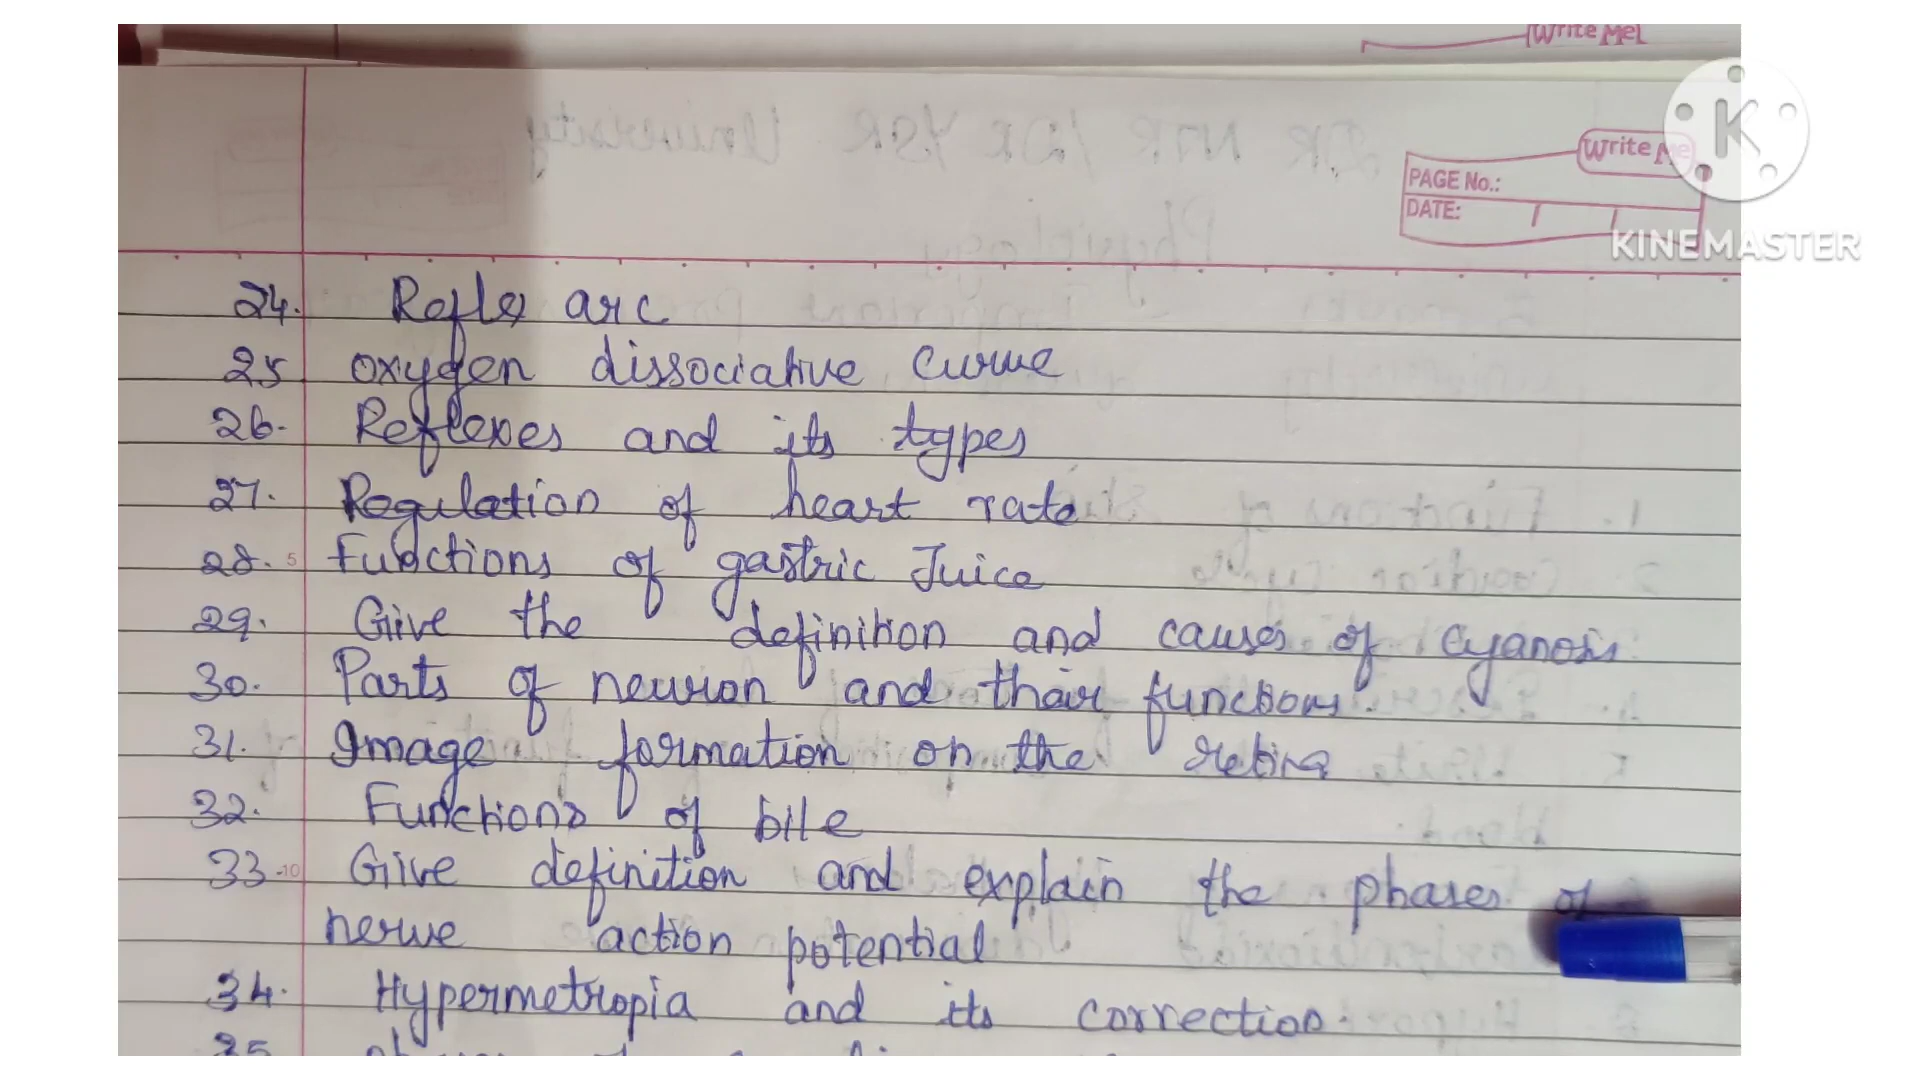 Write Me!
Write Me
PAGE No.:
DATE: / /
KINEMASTER
24. Reflex arc
25 oxygen dissociative curve
26. Reflexes and its types
27. Regulation of heart rate
28. 5 Functions of gastric Juice
29. Give the definition and causes of cyanosis
30. Parts of neuron and their functions.
31. Image formation on the retina
32. Functions of bile
33 10 Give definition and explain the phases of
nerve action potential
34. Hypermetropia and its correction.
35